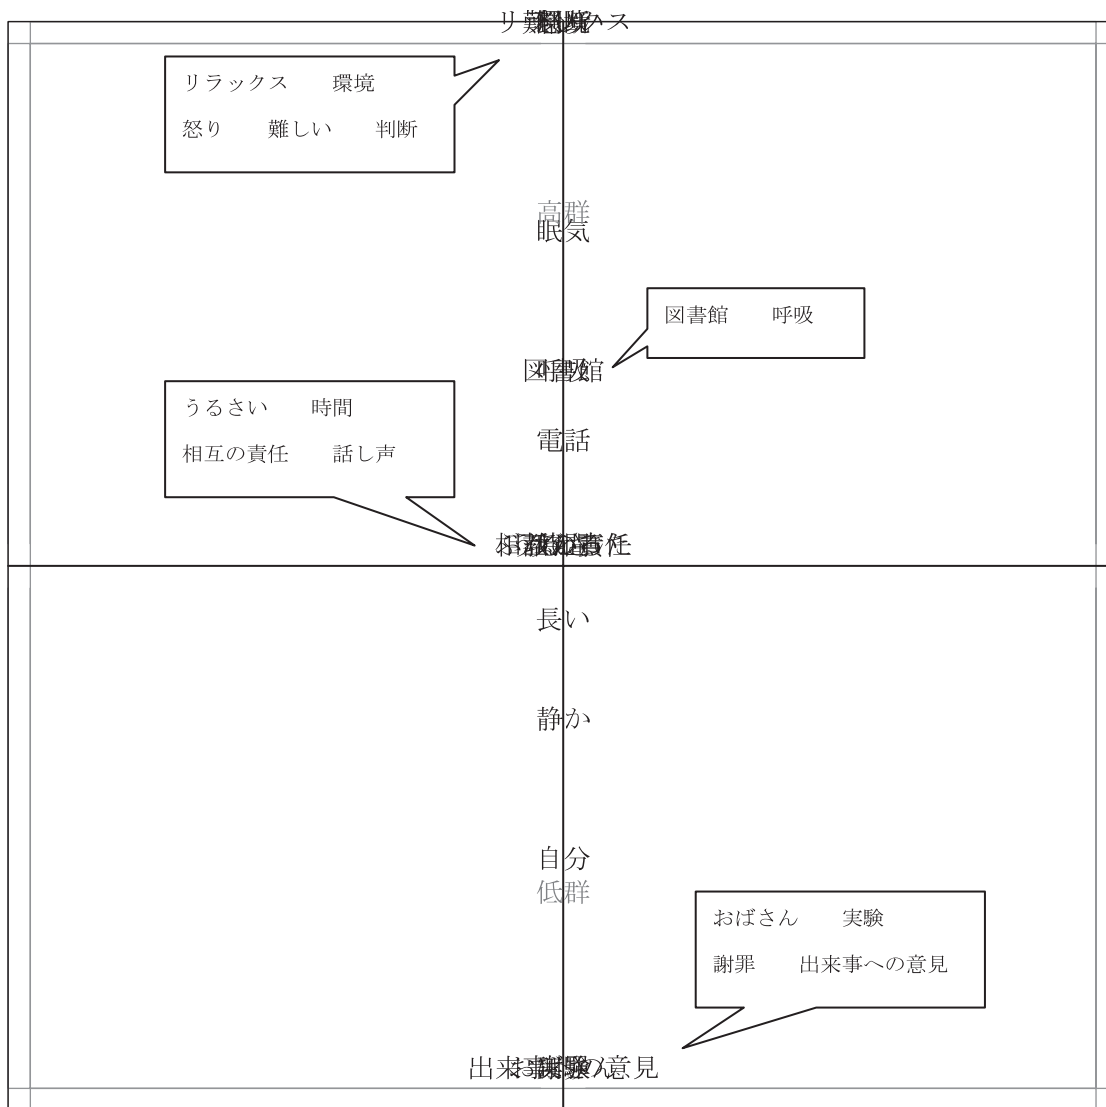 リラックス 環境
怒り 難しい 判断
高群
眠気
図書館 呼吸
うるさい 時間
相互の責任 話し声
電話
長い
静か
自分
低群
おばさん 実験
謝罪 出来事への意見